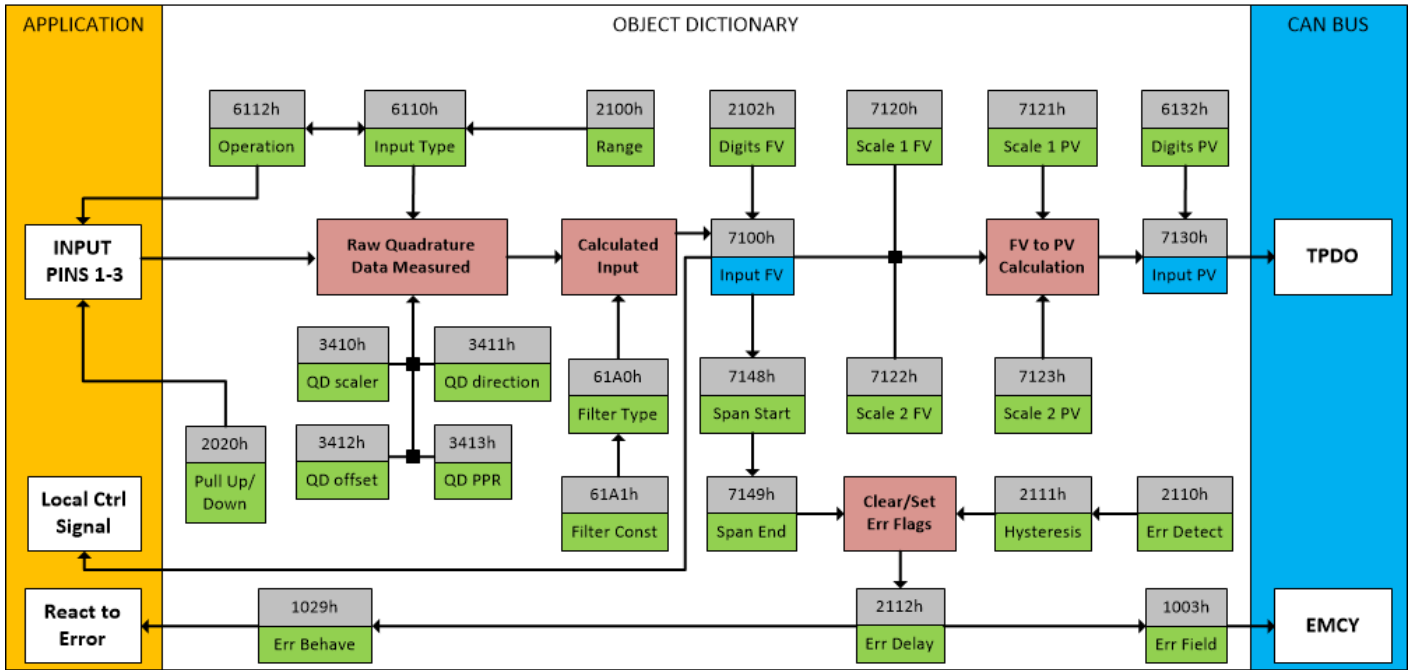 APPLICATION
OBJECT DICTIONARY
CAN BUS
6112h
Operation
6110h
Input Type
2100h
Range
2102h
Digits FV
7120h
Scale 1 FV
7121h
Scale 1 PV
6132h
Digits PV
INPUT
PINS 1-3
Raw Quadrature
Data Measured
Calculated
Input
7100h
Input FV
FV to PV
Calculation
7130h
Input PV
TPDO
3410h
QD scaler
3411h
QD direction
61A0h
Filter Type
7148h
Span Start
7122h
Scale 2 FV
7123h
Scale 2 PV
2020h
Pull Up/
Down
3412h
QD offset
3413h
QD PPR
61A1h
Filter Const
7149h
Span End
Clear/Set
Err Flags
2111h
Hysteresis
2110h
Err Detect
Local Ctrl
Signal
React to
Error
1029h
Err Behave
2112h
Err Delay
1003h
Err Field
EMCY